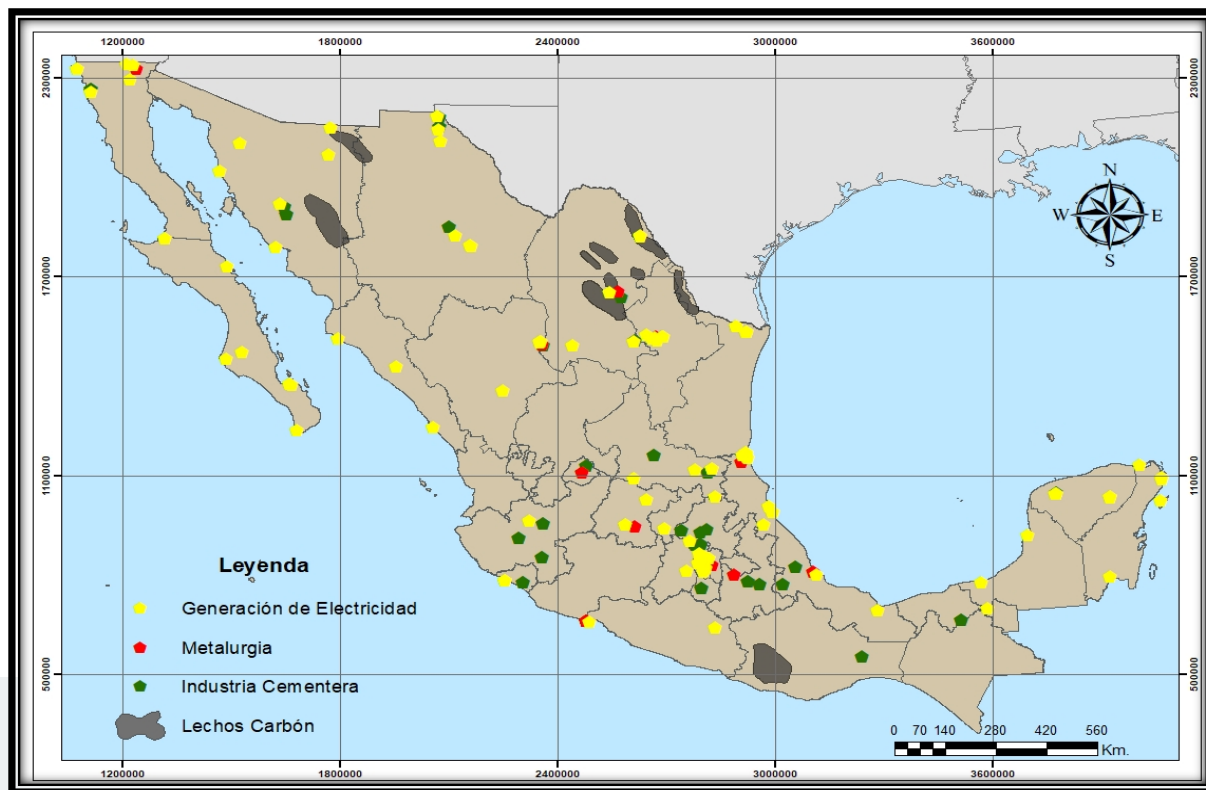 1200000 1800000 2400000 3000000 3600000
2300000 2300000
N
W E
S
1700000 1700000
1100000 1100000
Leyenda
Generación de Electricidad
Metalurgia
500000 500000
Industria Cementera
Lechos Carbón
0 70 140 280 420 560
Km.
1200000 1800000 2400000 3000000 3600000